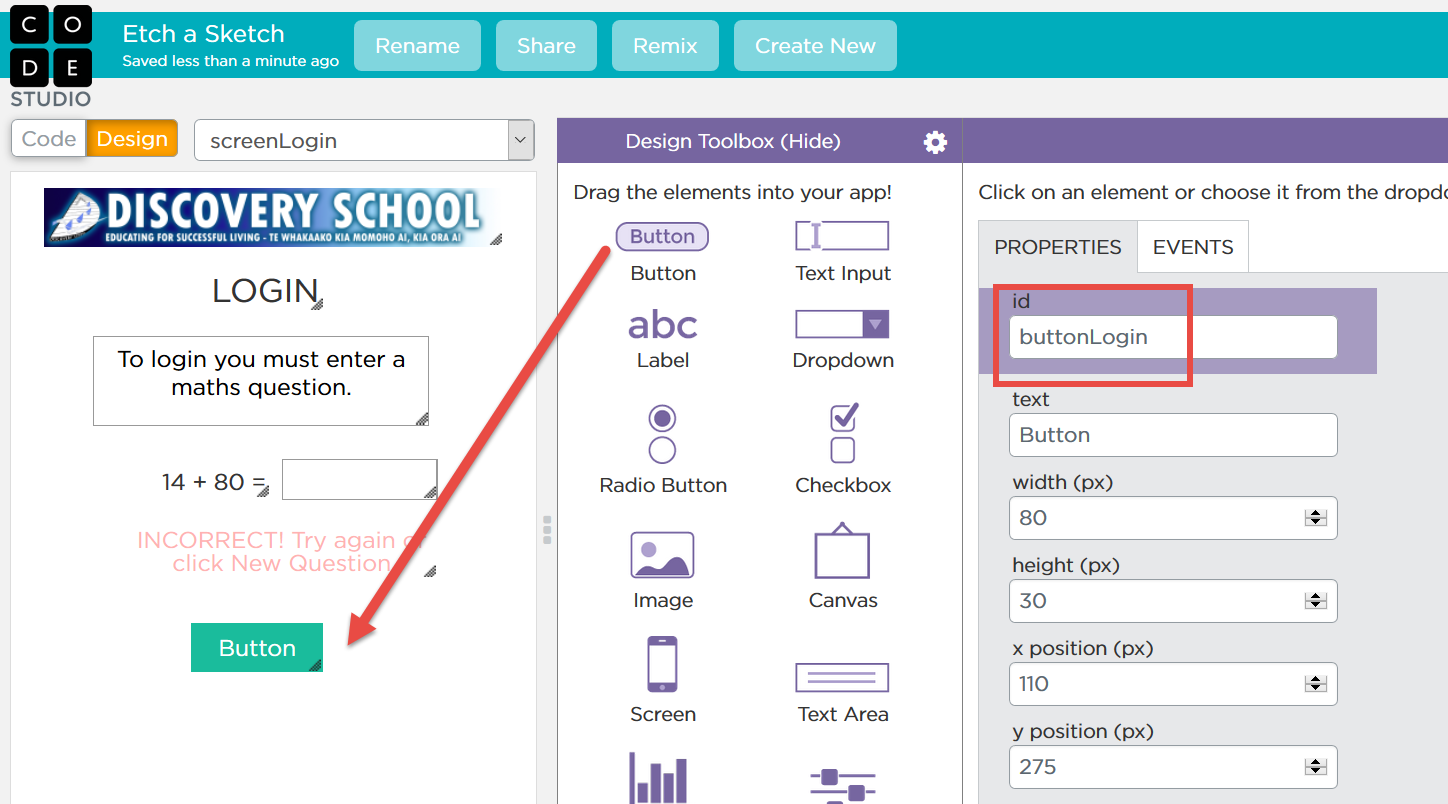 CODE
STUDIO
Etch a Sketch
Saved less than a minute ago
Rename
Share
Remix
Create New
Code
Design
screenLogin
DISCOVERY SCHOOL
EDUCATING FOR SUCCESSFUL LIVING - TE WHAKAAKO KIA MOMOHO AI, KIA ORA AI
LOGIN
To login you must enter a
maths question.
14 + 80 =
INCORRECT! Try again or
click New Question
Button
Design Toolbox (Hide)
Drag the elements into your app!
Button
Button
Text Input
abc
Label
Dropdown
Radio Button
Checkbox
Image
Canvas
Screen
Text Area
Click on an element or choose it from the dropdo
PROPERTIES
EVENTS
id
buttonLogin
text
Button
width (px)
80
height (px)
30
x position (px)
110
y position (px)
275